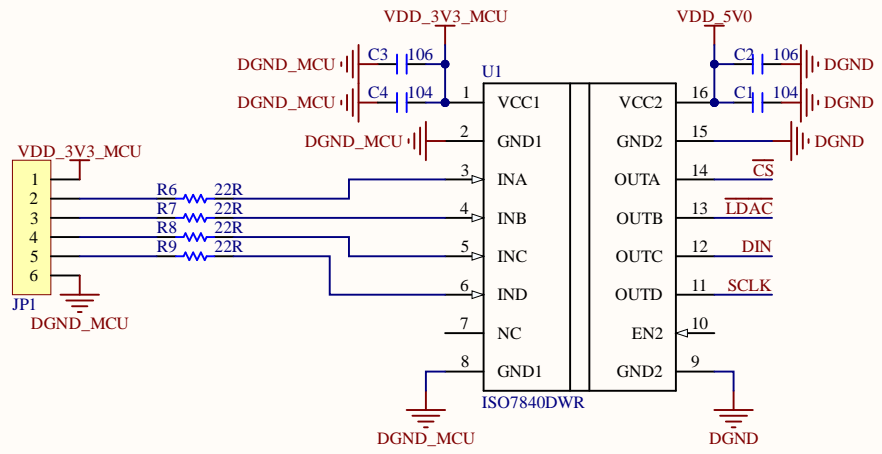 VDD_3V3_MCU
VDD_5V0
DGND_MCU
C3
106
C2
106
DGND
U1
DGND_MCU
C4
104
1
VCC1
VCC2
16
C1
104
DGND
DGND_MCU
2
GND1
GND2
15
DGND
VDD_3V3_MCU
1
3
INA
OUTA
14
CS
2
R6
22R
3
R7
22R
4
INB
OUTB
13
LDAC
4
R8
22R
5
R9
22R
5
INC
OUTC
12
DIN
6
6
IND
OUTD
11
SCLK
JP1
DGND_MCU
7
NC
EN2
10
8
GND1
GND2
9
ISO7840DWR
DGND_MCU
DGND